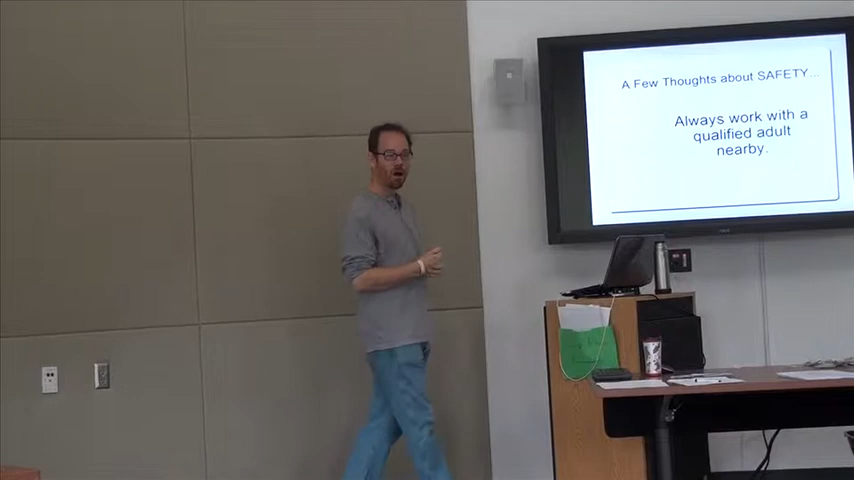 A Few Thoughts about SAFETY...
Always work with a
qualified adult
nearby.